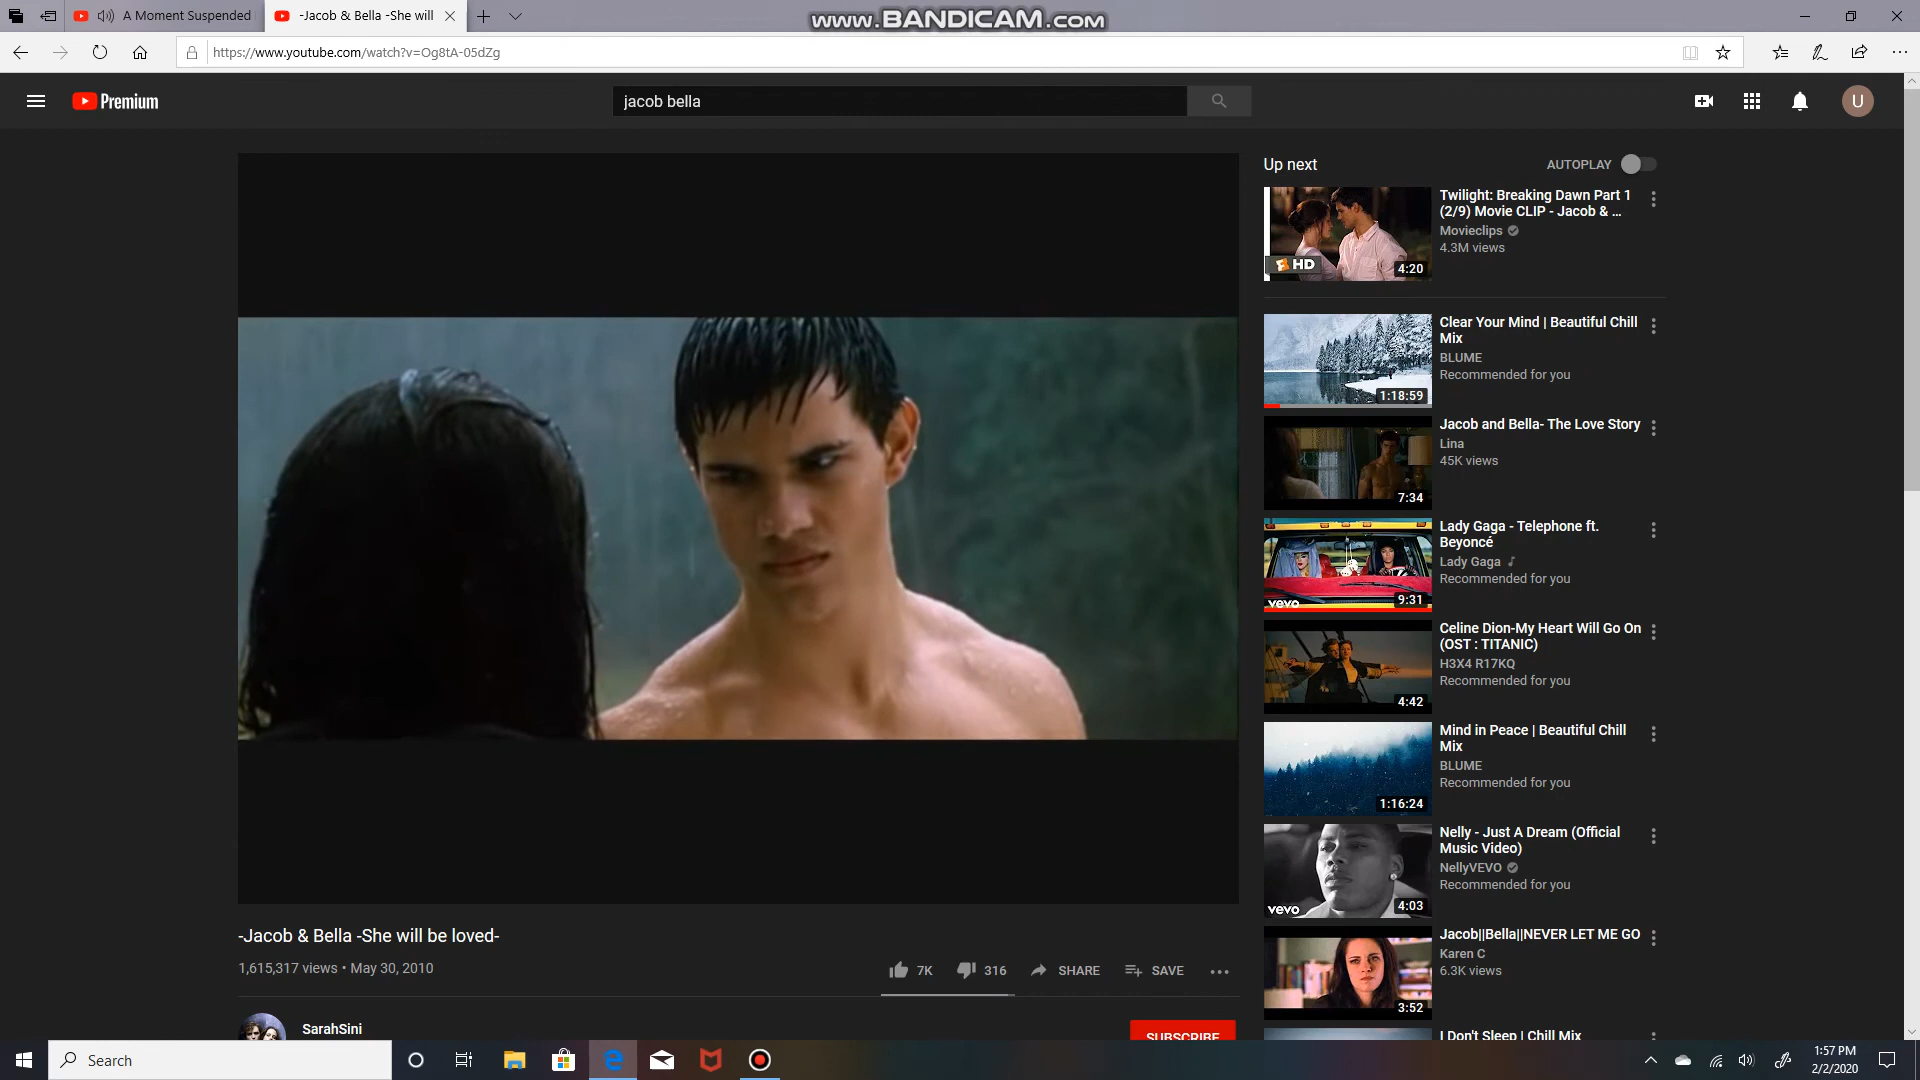 A Moment Suspended
-Jacob & Bella -She will
www.BANDICAM.com
https://www.youtube.com/watch?v=Og8tA-05dZg
Premium
jacob bella
U
Up next
AUTOPLAY
Twilight: Breaking Dawn Part 1
(2/9) Movie CLIP - Jacob & ...
Movieclips
4.3M views
HD
4:20
Clear Your Mind | Beautiful Chill
Mix
BLUME
Recommended for you
1:18:59
Jacob and Bella- The Love Story
Lina
45K views
7:34
Lady Gaga - Telephone ft.
Beyoncé
Lady Gaga
Recommended for you
vevo
9:31
Celine Dion-My Heart Will Go On
(OST : TITANIC)
H3X4 R17KQ
Recommended for you
4:42
Mind in Peace | Beautiful Chill
Mix
BLUME
Recommended for you
1:16:24
Nelly - Just A Dream (Official
Music Video)
NellyVEVO
Recommended for you
vevo
4:03
Jacob||Bella||NEVER LET ME GO
Karen C
6.3K views
3:52
I Don't Sleep | Chill Mix
-Jacob & Bella -She will be loved-
1,615,317 views • May 30, 2010
7K
316
SHARE
SAVE
SarahSini
SUBSCRIBE
Search
1:57 PM
2/2/2020